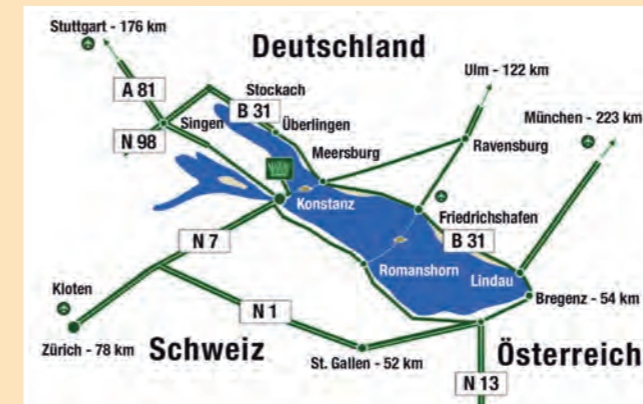 Stuttgart - 176 km
Deutschland
Ulm - 122 km
A 81
Stockach
B 31
München - 223 km
Singen
Überlingen
N 98
Meersburg
Ravensburg
Konstanz
Friedrichshafen
N 7
B 31
Romanshorn
Lindau
Kloten
Bregenz - 54 km
N 1
Zürich - 78 km
Schweiz
St. Gallen - 52 km
Österreich
N 13